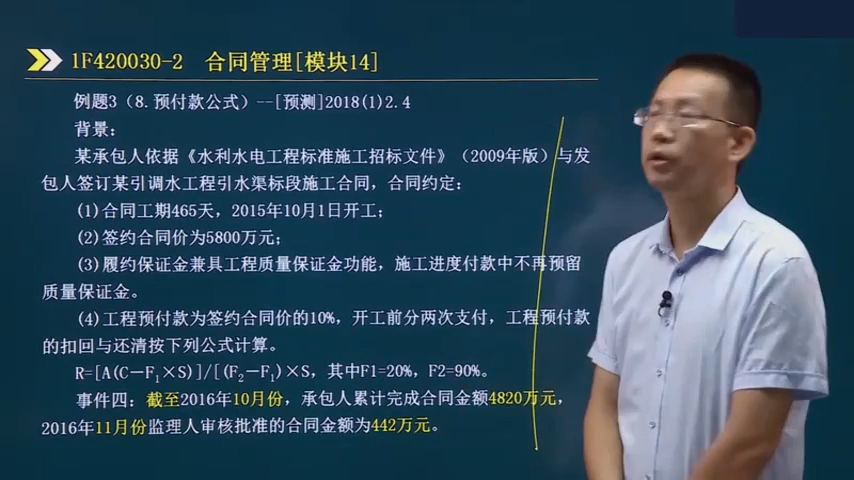 1F420030-2 合同管理[模块14]
例题3（8.预付款公式）--[预测]2018(1)2.4
背景：
某承包人依据《水利水电工程标准施工招标文件》（2009年版）与发
包人签订某引调水工程引水渠标段施工合同，合同约定：
(1)合同工期465天，2015年10月1日开工；
(2)签约合同价为5800万元；
(3)履约保证金兼具工程质量保证金功能，施工进度付款中不再预留
质量保证金。
(4)工程预付款为签约合同价的10%，开工前分两次支付，工程预付款
的扣回与还清按下列公式计算。
R=[A(C－F₁×S)]/[(F₂－F₁)×S，其中F1=20%，F2=90%。
事件四：截至2016年10月份，承包人累计完成合同金额4820万元，
2016年11月份监理人审核批准的合同金额为442万元。